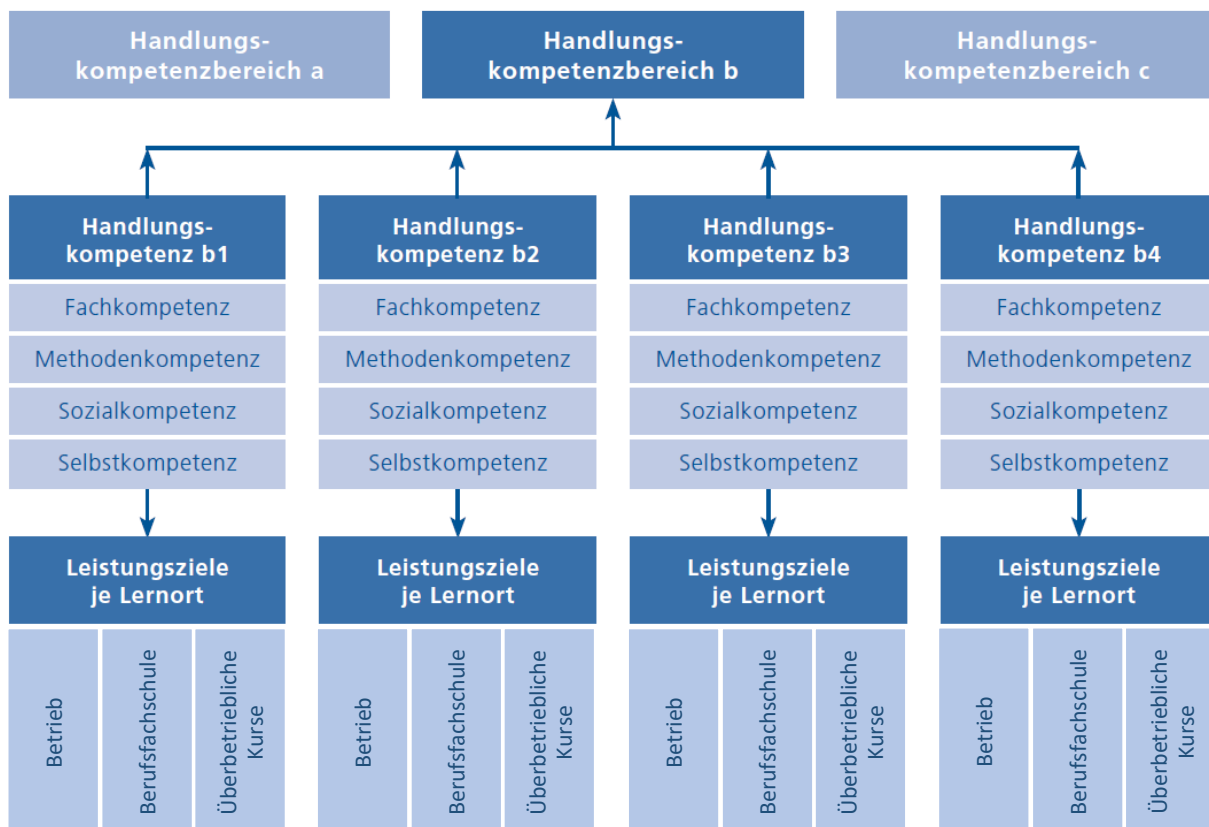 Handlungs-
kompetenzbereich a
Handlungs-
kompetenzbereich b
Handlungs-
kompetenzbereich c
Handlungs-
kompetenz b1
Fachkompetenz
Methodenkompetenz
Sozialkompetenz
Selbstkompetenz
Leistungsziele
je Lernort
Betrieb
Berufsfachschule
Überbetriebliche
Kurse
Handlungs-
kompetenz b2
Fachkompetenz
Methodenkompetenz
Sozialkompetenz
Selbstkompetenz
Leistungsziele
je Lernort
Betrieb
Berufsfachschule
Überbetriebliche
Kurse
Handlungs-
kompetenz b3
Fachkompetenz
Methodenkompetenz
Sozialkompetenz
Selbstkompetenz
Leistungsziele
je Lernort
Betrieb
Berufsfachschule
Überbetriebliche
Kurse
Handlungs-
kompetenz b4
Fachkompetenz
Methodenkompetenz
Sozialkompetenz
Selbstkompetenz
Leistungsziele
je Lernort
Betrieb
Berufsfachschule
Überbetriebliche
Kurse